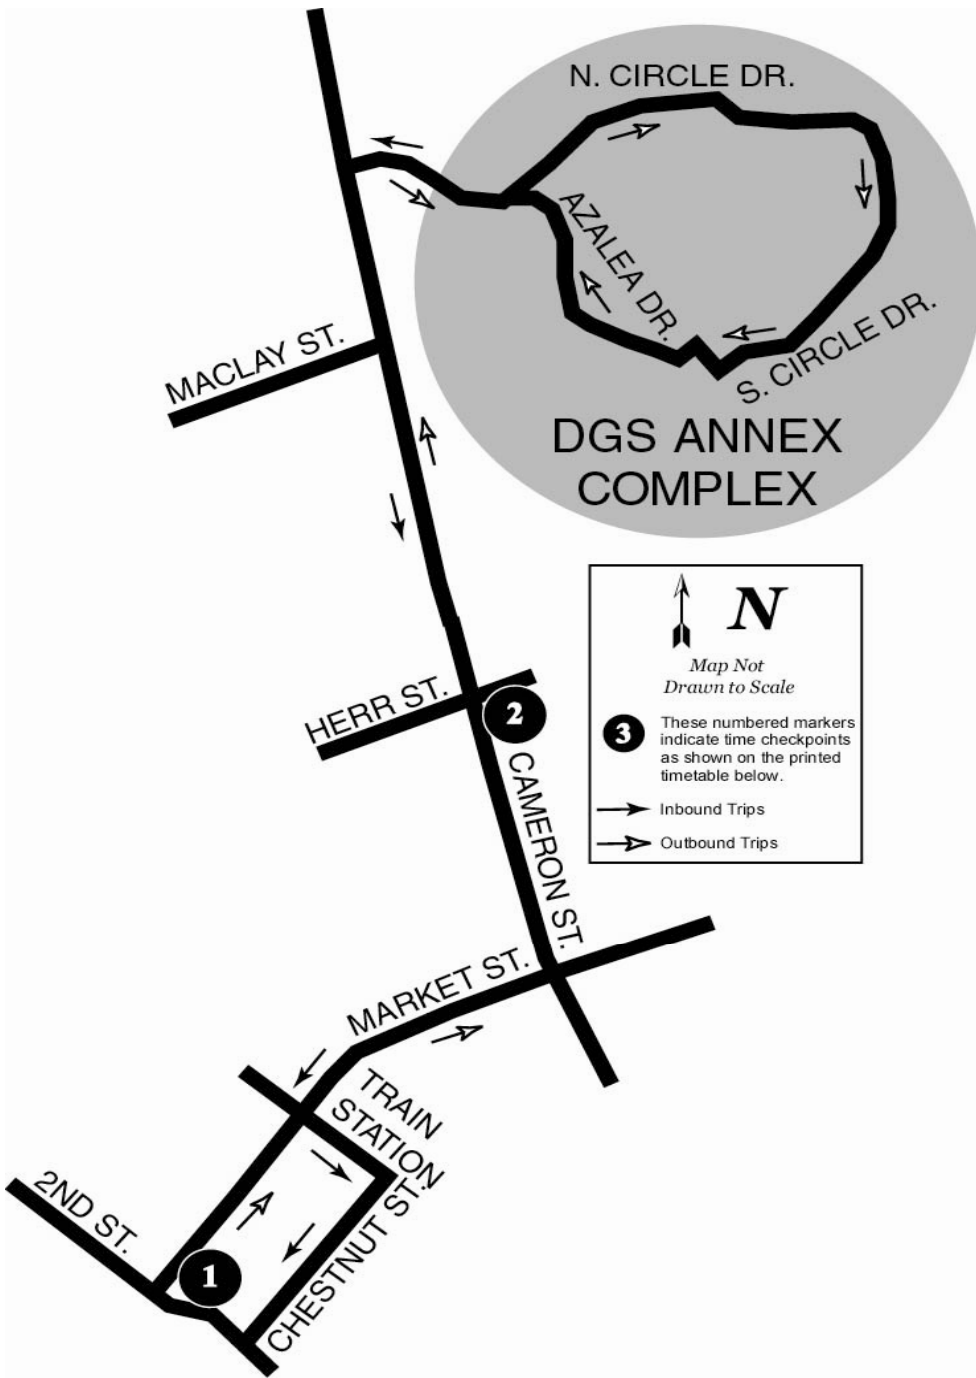 N. CIRCLE DR.
AZALEA DR.
S. CIRCLE DR.
MACLAY ST.
DGS ANNEX
COMPLEX
N
Map Not
Drawn to Scale
3
These numbered markers
indicate time checkpoints
as shown on the printed
timetable below.
Inbound Trips
Outbound Trips
HERR ST.
2
CAMERON ST.
MARKET ST.
TRAIN
STATION
2ND ST.
CHESTNUT ST.
1